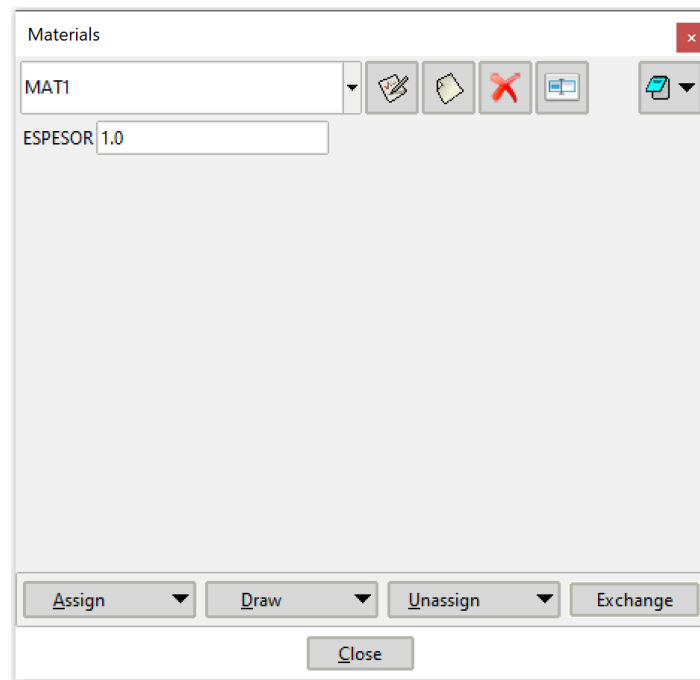 Materials
MAT1
ESPESOR 1.0
Assign Draw Unassign Exchange
Close